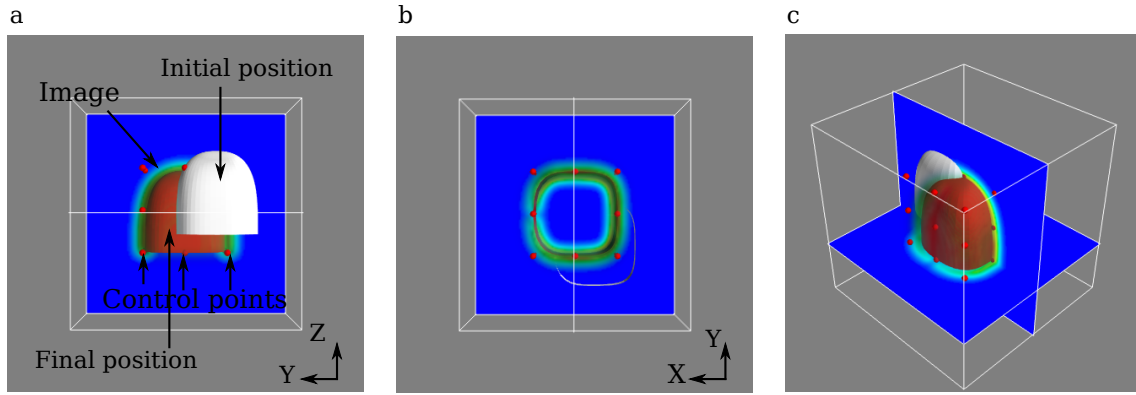 a
Initial position
Image
Control points
Final position
Z
Y
b
Y
X
c